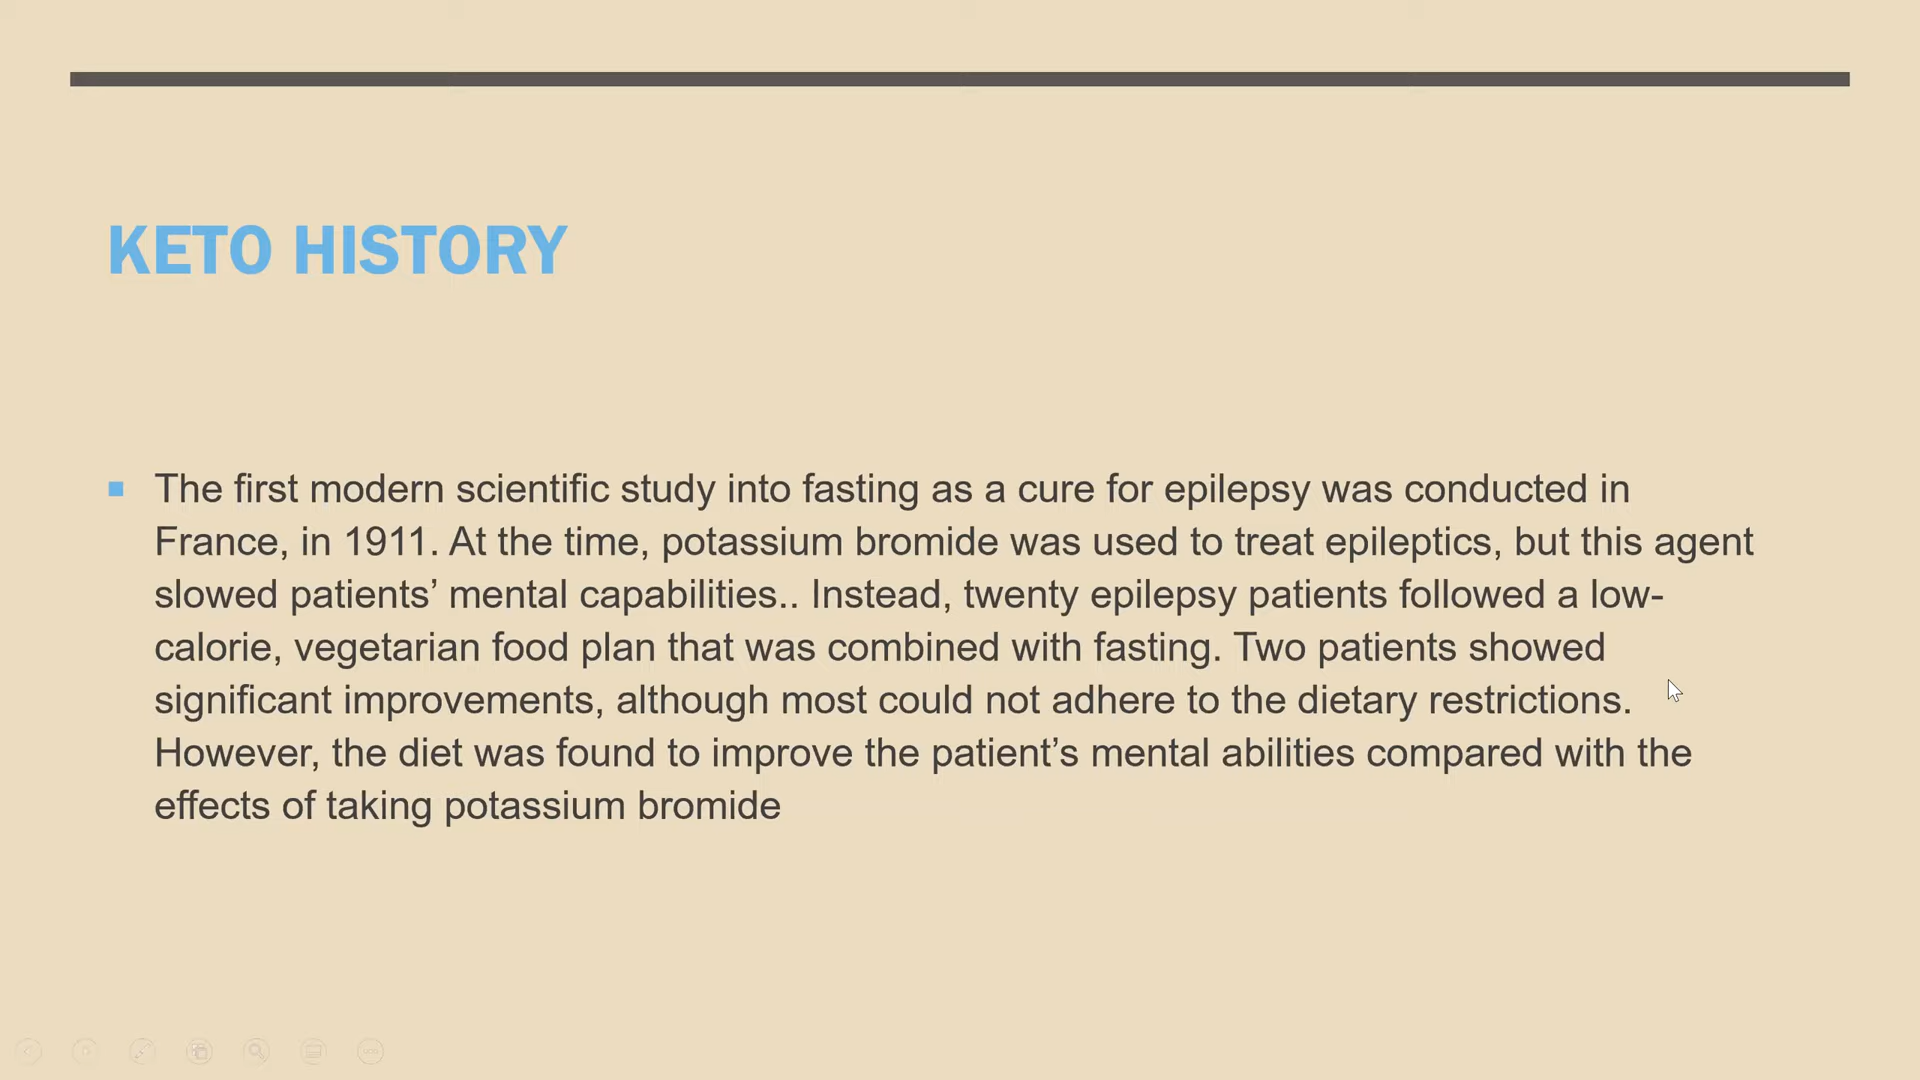 KETO HISTORY
The first modern scientific study into fasting as a cure for epilepsy was conducted in
France, in 1911. At the time, potassium bromide was used to treat epileptics, but this agent
slowed patients’ mental capabilities.. Instead, twenty epilepsy patients followed a low-
calorie, vegetarian food plan that was combined with fasting. Two patients showed
significant improvements, although most could not adhere to the dietary restrictions.
However, the diet was found to improve the patient’s mental abilities compared with the
effects of taking potassium bromide